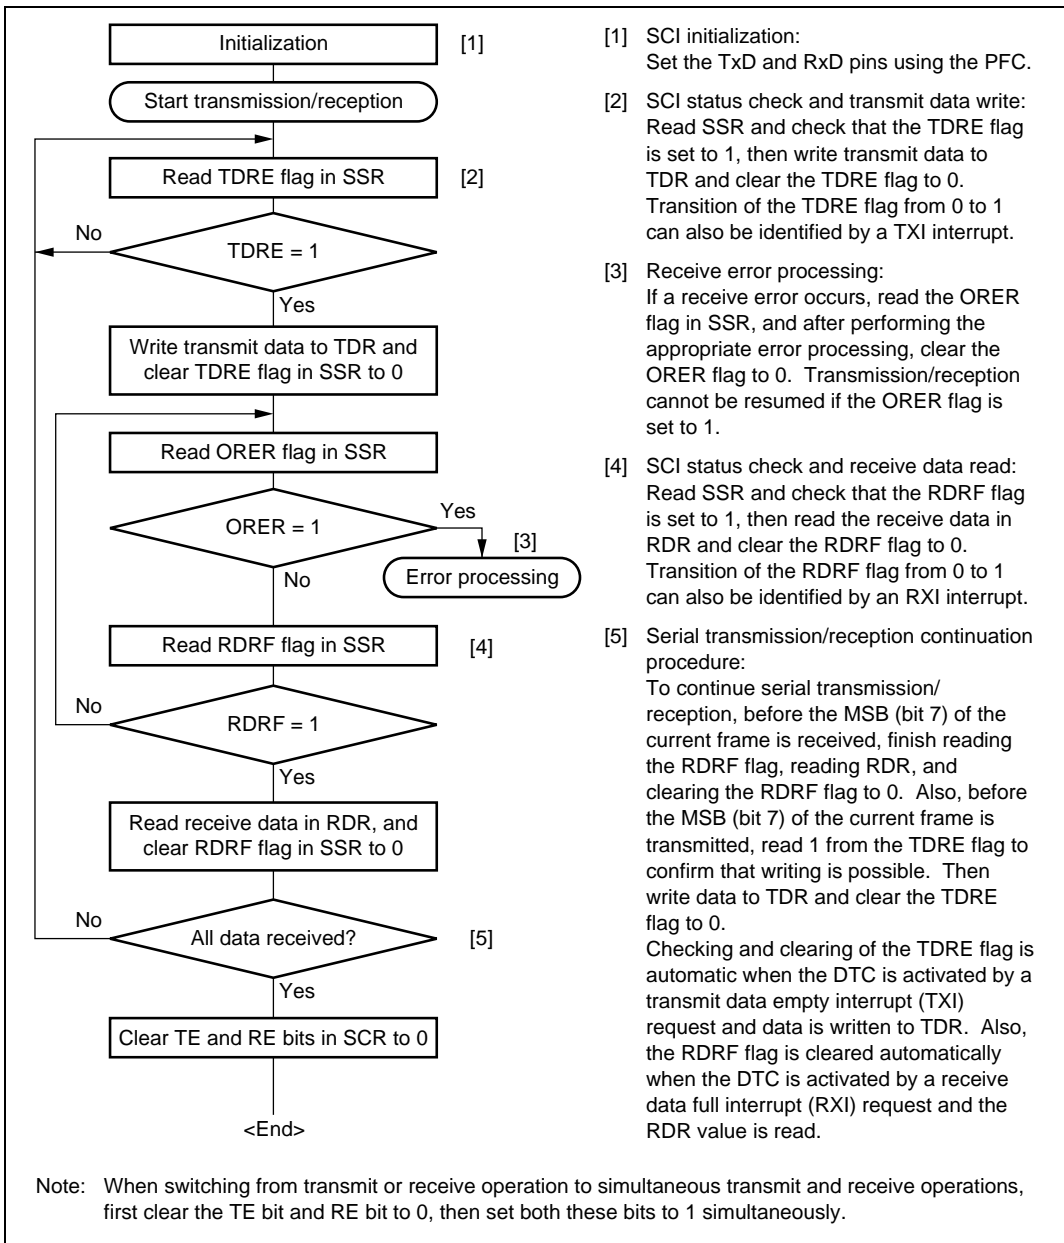 Initialization
[1]
Start transmission/reception
Read TDRE flag in SSR
[2]
No
TDRE = 1
Yes
Write transmit data to TDR and
clear TDRE flag in SSR to 0
Read ORER flag in SSR
Yes
ORER = 1
[3]
No
Error processing
Read RDRF flag in SSR
[4]
No
RDRF = 1
Yes
Read receive data in RDR, and
clear RDRF flag in SSR to 0
No
All data received?
[5]
Yes
Clear TE and RE bits in SCR to 0
<End>
[1] SCI initialization:
Set the TxD and RxD pins using the PFC.
[2] SCI status check and transmit data write:
Read SSR and check that the TDRE flag
is set to 1, then write transmit data to
TDR and clear the TDRE flag to 0.
Transition of the TDRE flag from 0 to 1
can also be identified by a TXI interrupt.
[3] Receive error processing:
If a receive error occurs, read the ORER
flag in SSR, and after performing the
appropriate error processing, clear the
ORER flag to 0. Transmission/reception
cannot be resumed if the ORER flag is
set to 1.
[4] SCI status check and receive data read:
Read SSR and check that the RDRF flag
is set to 1, then read the receive data in
RDR and clear the RDRF flag to 0.
Transition of the RDRF flag from 0 to 1
can also be identified by an RXI interrupt.
[5] Serial transmission/reception continuation
procedure:
To continue serial transmission/
reception, before the MSB (bit 7) of the
current frame is received, finish reading
the RDRF flag, reading RDR, and
clearing the RDRF flag to 0. Also, before
the MSB (bit 7) of the current frame is
transmitted, read 1 from the TDRE flag to
confirm that writing is possible. Then
write data to TDR and clear the TDRE
flag to 0.
Checking and clearing of the TDRE flag is
automatic when the DTC is activated by a
transmit data empty interrupt (TXI)
request and data is written to TDR. Also,
the RDRF flag is cleared automatically
when the DTC is activated by a receive
data full interrupt (RXI) request and the
RDR value is read.
Note: When switching from transmit or receive operation to simultaneous transmit and receive operations,
first clear the TE bit and RE bit to 0, then set both these bits to 1 simultaneously.